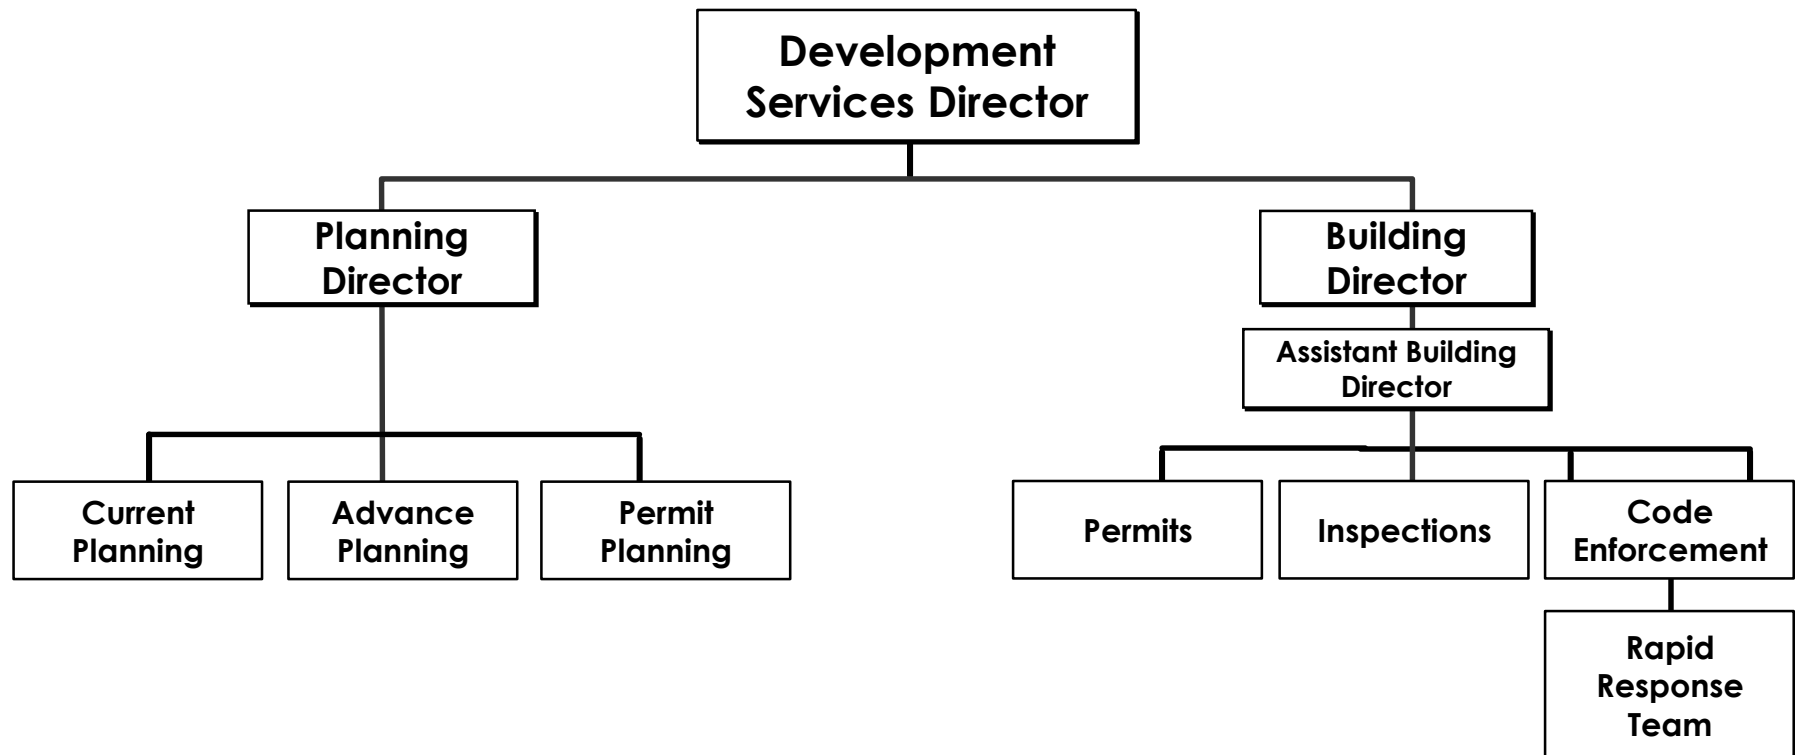 Development
Services Director
Planning
Director
Building
Director
Assistant Building
Director
Current
Planning
Advance
Planning
Permit
Planning
Permits
Inspections
Code
Enforcement
Rapid
Response
Team